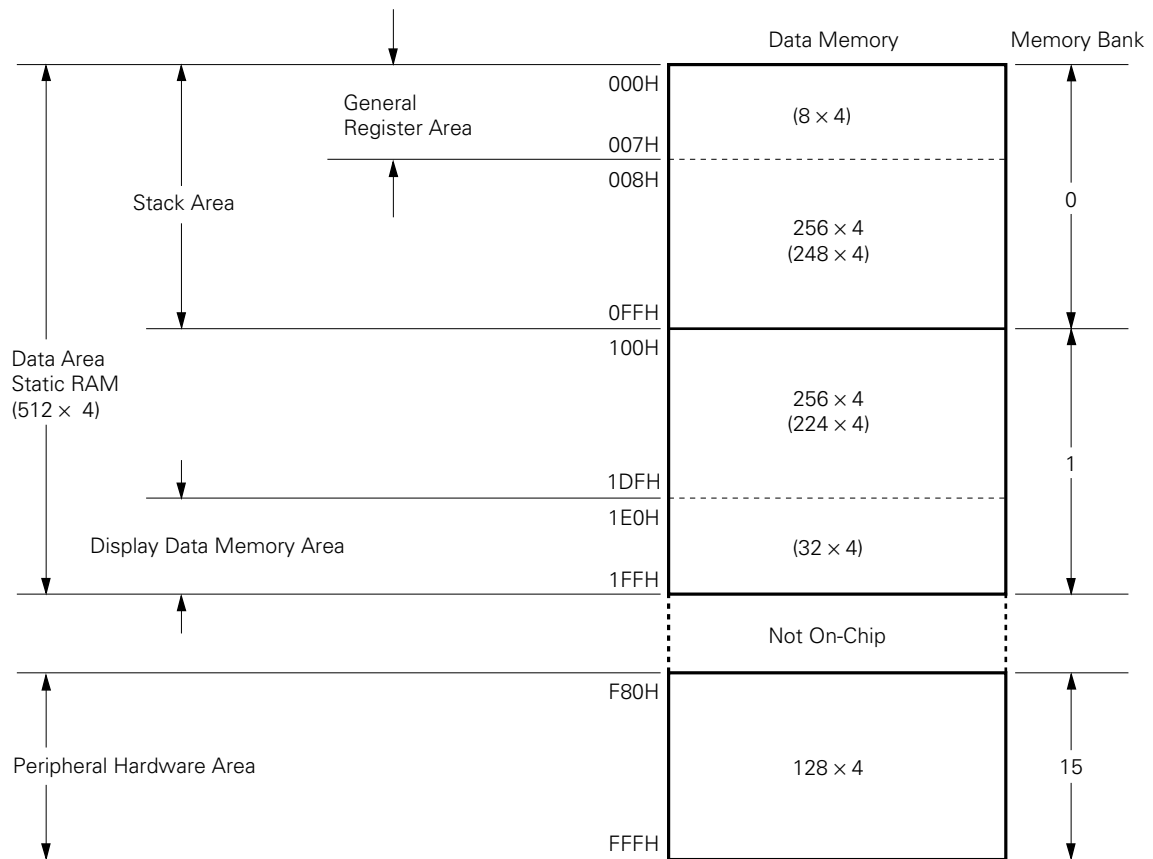 Data Memory
Memory Bank
000H
General
Register Area
(8 × 4)
007H
008H
Stack Area
0
256 × 4
(248 × 4)
0FFH
100H
Data Area
Static RAM
(512 × 4)
256 × 4
(224 × 4)
1
1DFH
1E0H
Display Data Memory Area
(32 × 4)
1FFH
Not On-Chip
F80H
Peripheral Hardware Area
128 × 4
15
FFFH